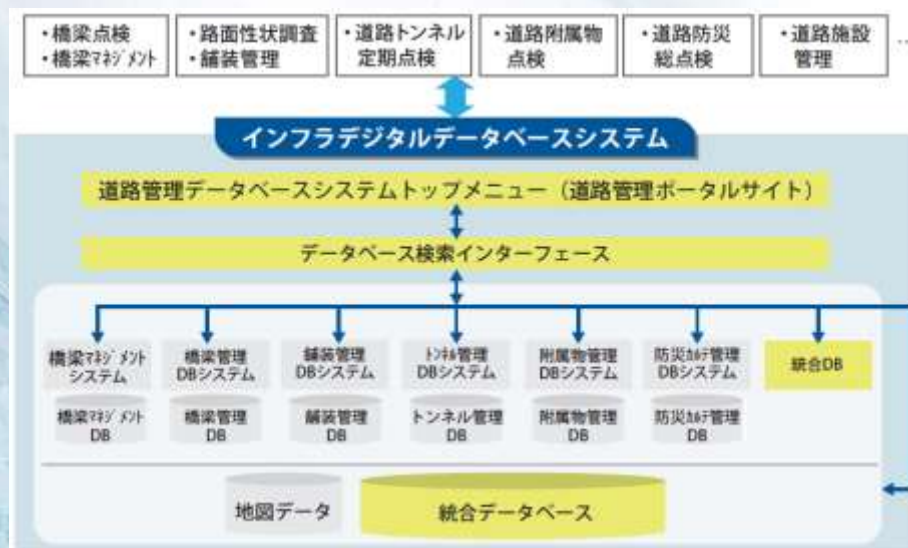 ・橋梁点検
・橋梁ﾏﾈｼﾞﾒﾝﾄ
・路面性状調査
・舗装管理
・道路トンネル
定期点検
・道路附属物
点検
・道路防災
総点検
・道路施設
管理
…
インフラデジタルデータベースシステム
道路管理データベースシステムトップメニュー（道路管理ポータルサイト）
データベース検索インターフェース
橋梁ﾏﾈｼﾞﾒﾝﾄ
システム
橋梁管理
DBシステム
舗装管理
DBシステム
ﾄﾝﾈﾙ管理
DBシステム
附属物管理
DBシステム
防災ｶﾙﾃ管理
DBシステム
統合DB
橋梁ﾏﾈｼﾞﾒﾝﾄ
DB
橋梁管理
DB
舗装管理
DB
トンネル管理
DB
附属物管理
DB
防災ｶﾙﾃ管理
DB
地図データ
統合データベース